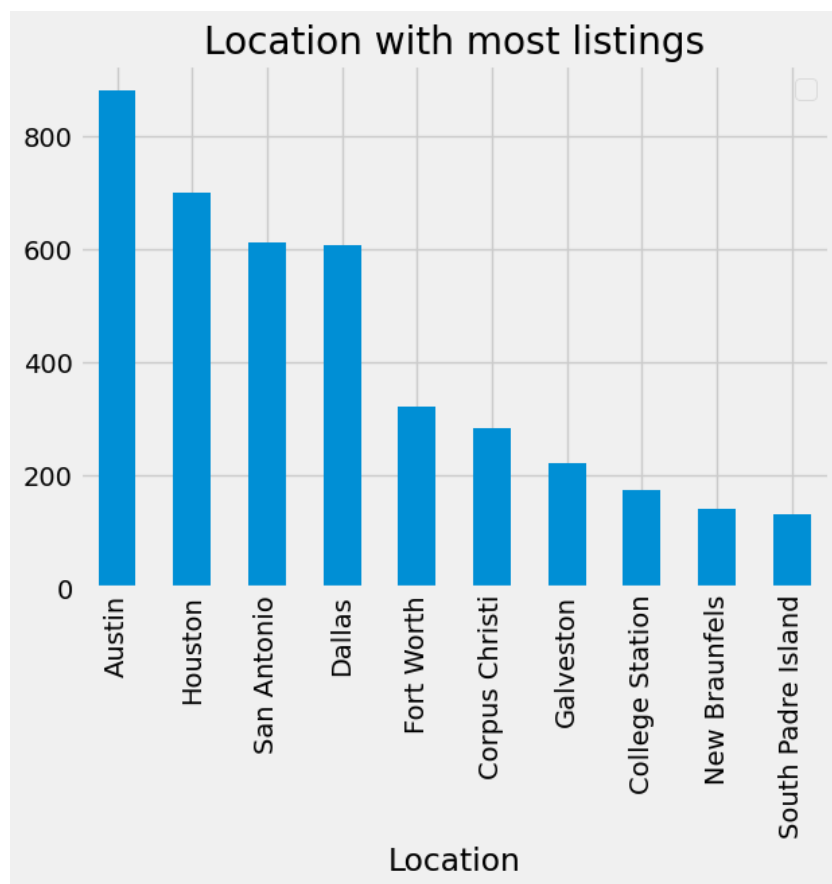 Location with most listings
800
600
400
200
0
Austin
Houston
San Antonio
Dallas
Fort Worth
Corpus Christi
Galveston
College Station
New Braunfels
South Padre Island
Location